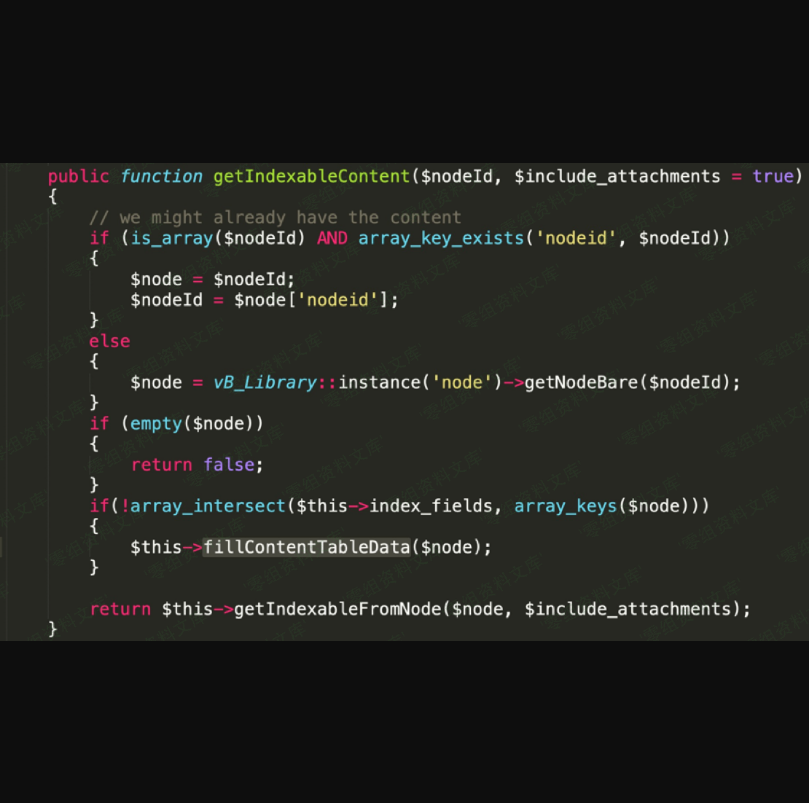 public function getIndexableContent($nodeId, $include_attachments = true)
{
    // we might already have the content
    if (is_array($nodeId) AND array_key_exists('nodeid', $nodeId))
    {
        $node = $nodeId;
        $nodeId = $node['nodeid'];
    }
    else
    {
        $node = vB_Library::instance('node')->getNodeBare($nodeId);
    }
    if (empty($node))
    {
        return false;
    }
    if(!array_intersect($this->index_fields, array_keys($node)))
    {
        $this->fillContentTableData($node);
    }

    return $this->getIndexableFromNode($node, $include_attachments);
}